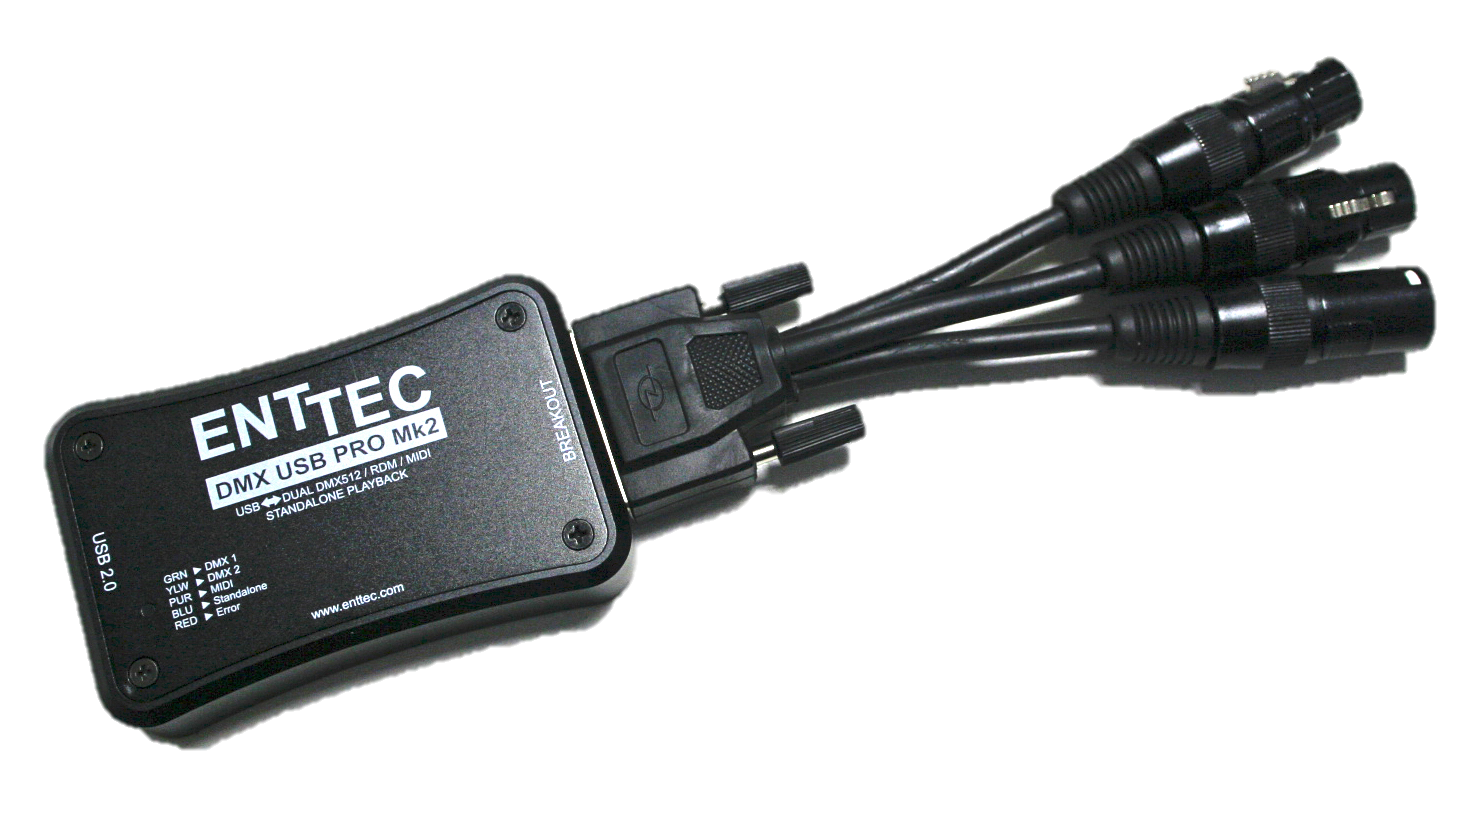 ENTTEC
DMX USB PRO Mk2
USB ⬌ DUAL DMX512 / RDM / MIDI
STANDALONE PLAYBACK
BREAKOUT
USB 2.0
GRN ▶ DMX 1
YLW ▶ DMX 2
PUR ▶ MIDI
BLU ▶ Standalone
RED ▶ Error
www.enttec.com